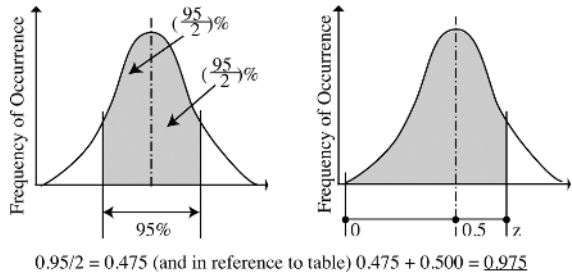 Frequency of Occurrence
(95/2)%
(95/2)%
95%
Frequency of Occurrence
0
0.5
z
0.95/2 = 0.475 (and in reference to table) 0.475 + 0.500 = 0.975